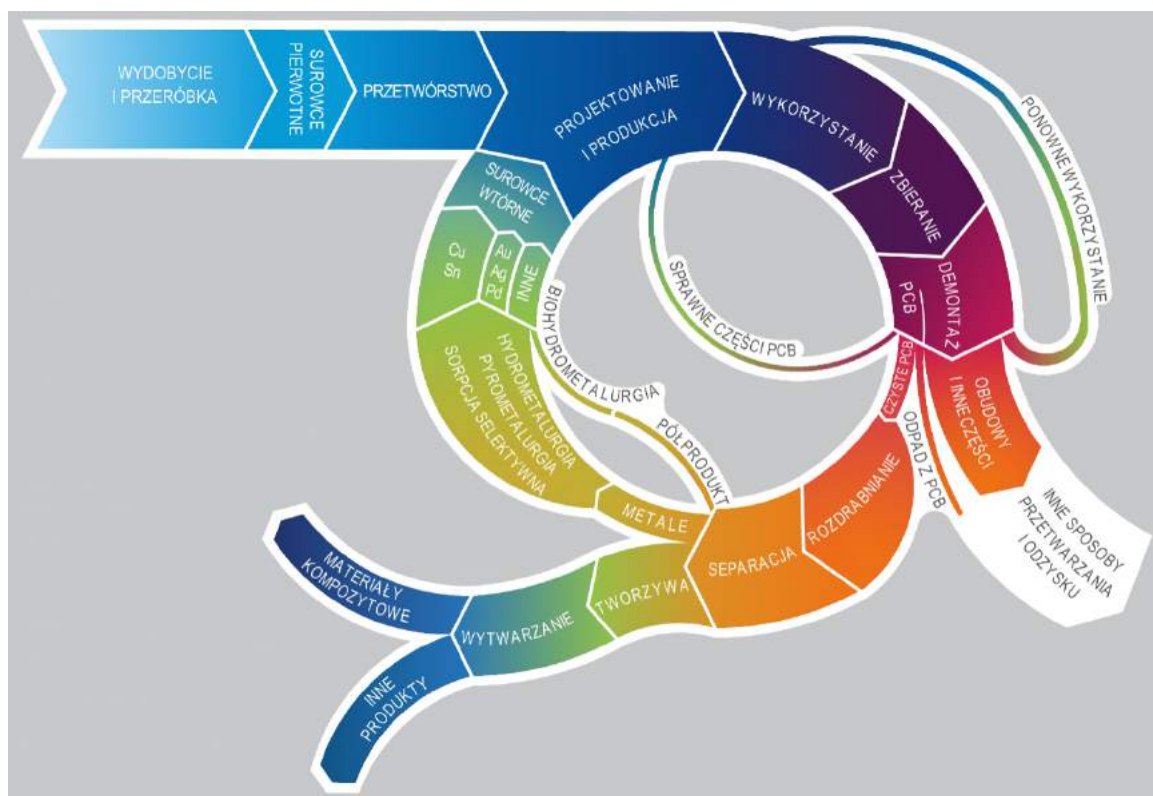 WYDOBYCIE
I PRZERÓBKA
SUROWCE
PIERWOTNE
PRZETWÓRSTWO
PROJEKTOWANIE
I PRODUKCJA
WYKORZYSTANIE
ZBIERANIE
DEMONTAŻ
PCB
PONOWNE WYKORZYSTANIE
SPRAWNE CZĘŚCI PCB
CZYSTE PCB
ODPAD Z PCB
OBUDOWY
I INNE CZĘŚCI
INNE SPOSOBY
PRZETWARZANIA
I ODZYSKU
ROZDRABNIANIE
SEPARACJA
PÓŁPRODUKT
BIOHYDROMETALURGIA
METALE
HYDROMETALURGIA
PYROMETALURGIA
SORPCJA SELEKTYWNA
Cu
Sn
Au
Ag
Pd
INNE
SUROWCE
WTÓRNE
TWORZYWA
WYTWARZANIE
MATERIAŁY
KOMPOZYTOWE
INNE
PRODUKTY